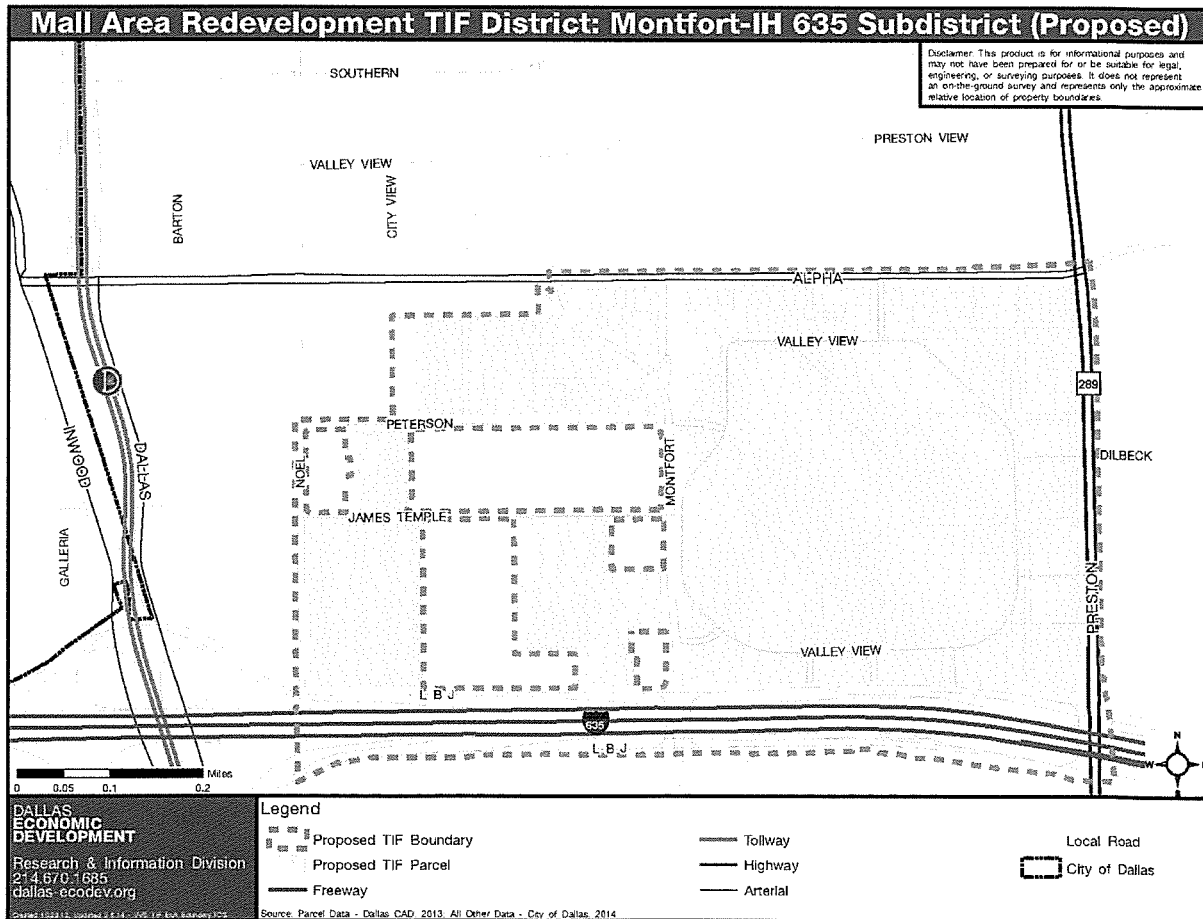 Mall Area Redevelopment TIF District: Montfort-IH 635 Subdistrict (Proposed)
Disclaimer: This product is for informational purposes and
may not have been prepared for or be suitable for legal,
engineering, or surveying purposes. It does not represent
an on-the-ground survey and represents only the approximate
relative location of property boundaries.
SOUTHERN
PRESTON VIEW
VALLEY VIEW
BARTON
CITY VIEW
ALPHA
VALLEY VIEW
289
PETERSON
NOEL
MONTFORT
DILBECK
INWOOD
DALLAS
JAMES TEMPLE
GALLERIA
PRESTON
VALLEY VIEW
L B J
635
L B J
N
W
Miles
0 0.05 0.1 0.2
DALLAS
ECONOMIC
DEVELOPMENT
Research & Information Division
214.670.1685
dallas-ecodev.org
Legend
Proposed TIF Boundary
Proposed TIF Parcel
Freeway
Tollway
Highway
Arterial
Local Road
City of Dallas
Source: Parcel Data - Dallas CAD, 2013; All Other Data - City of Dallas, 2014